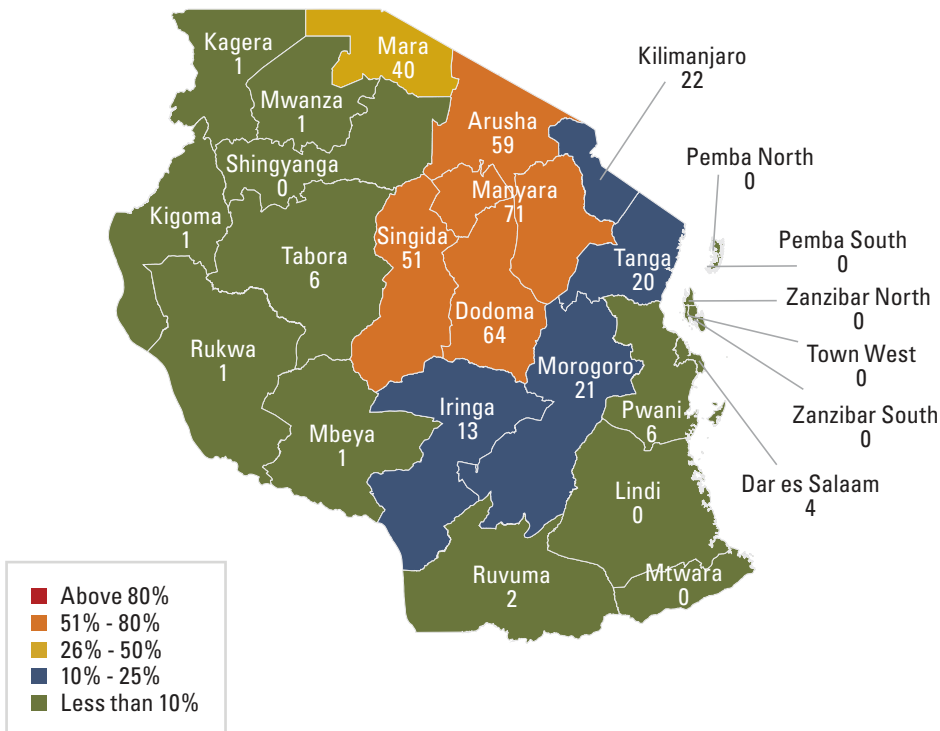 Kagera
1
Mara
40
Kilimanjaro
22
Mwanza
1
Arusha
59
Pemba North
0
Shingyanga
0
Manyara
71
Kigoma
1
Singida
51
Tabora
6
Tanga
20
Pemba South
0
Zanzibar North
0
Dodoma
64
Town West
0
Rukwa
1
Morogoro
21
Zanzibar South
0
Iringa
13
Pwani
6
Mbeya
1
Dar es Salaam
4
Lindi
0
Ruvuma
2
Mtwara
0
Above 80%
51% - 80%
26% - 50%
10% - 25%
Less than 10%